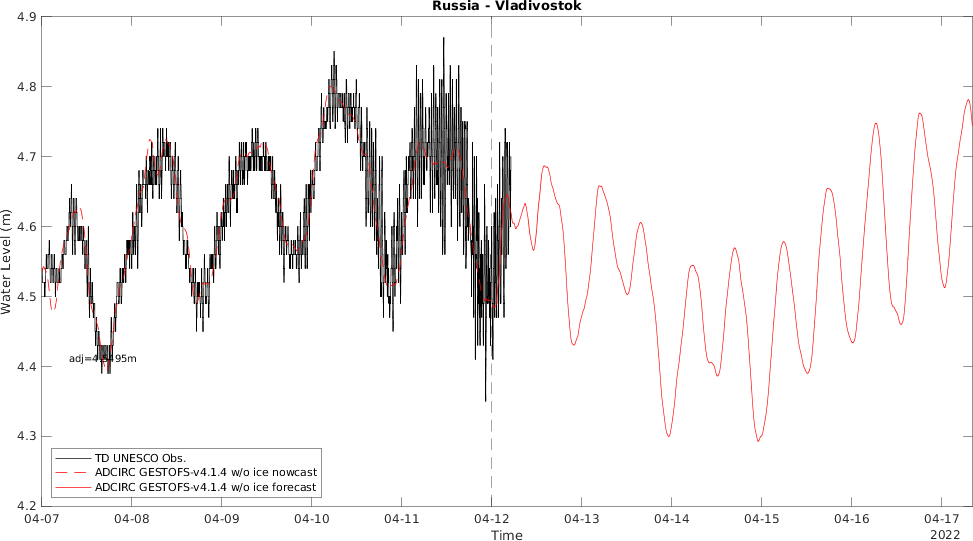 Russia - Vladivostok
4.9
4.8
4.7
4.6
4.5
4.4
4.3
4.2
Water Level (m)
TD UNESCO Obs.
ADCIRC GESTOFS-v4.1.4 w/o ice nowcast
ADCIRC GESTOFS-v4.1.4 w/o ice forecast
04-07 04-08 04-09 04-10 04-11 04-12 04-13 04-14 04-15 04-16 04-17
Time
2022